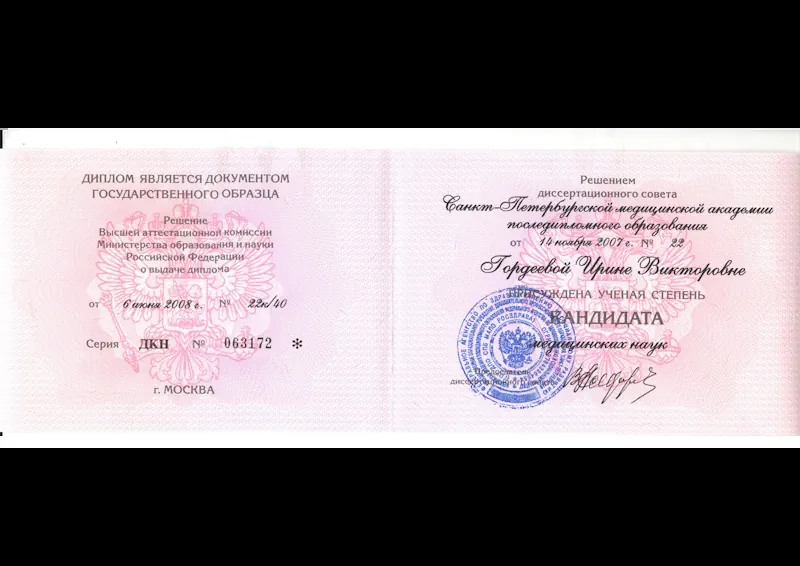 ДИПЛОМ ЯВЛЯЕТСЯ ДОКУМЕНТОМ
ГОСУДАРСТВЕННОГО ОБРАЗЦА
Решение
Высшей аттестационной комиссии
Министерства образования и науки
Российской Федерации
о выдаче диплома
от 6 июня 2008 г. № 22к/40
Серия ДКН № 063172 *
г. МОСКВА
Решением
диссертационного совета
Санкт-Петербургской медицинской академии
последипломного образования
от 14 ноября 2007 г. № 22
Гордеевой Ирине Викторовне
ПРИСУЖДЕНА УЧЕНАЯ СТЕПЕНЬ
КАНДИДАТА
медицинских наук
Председатель
диссертационного совета